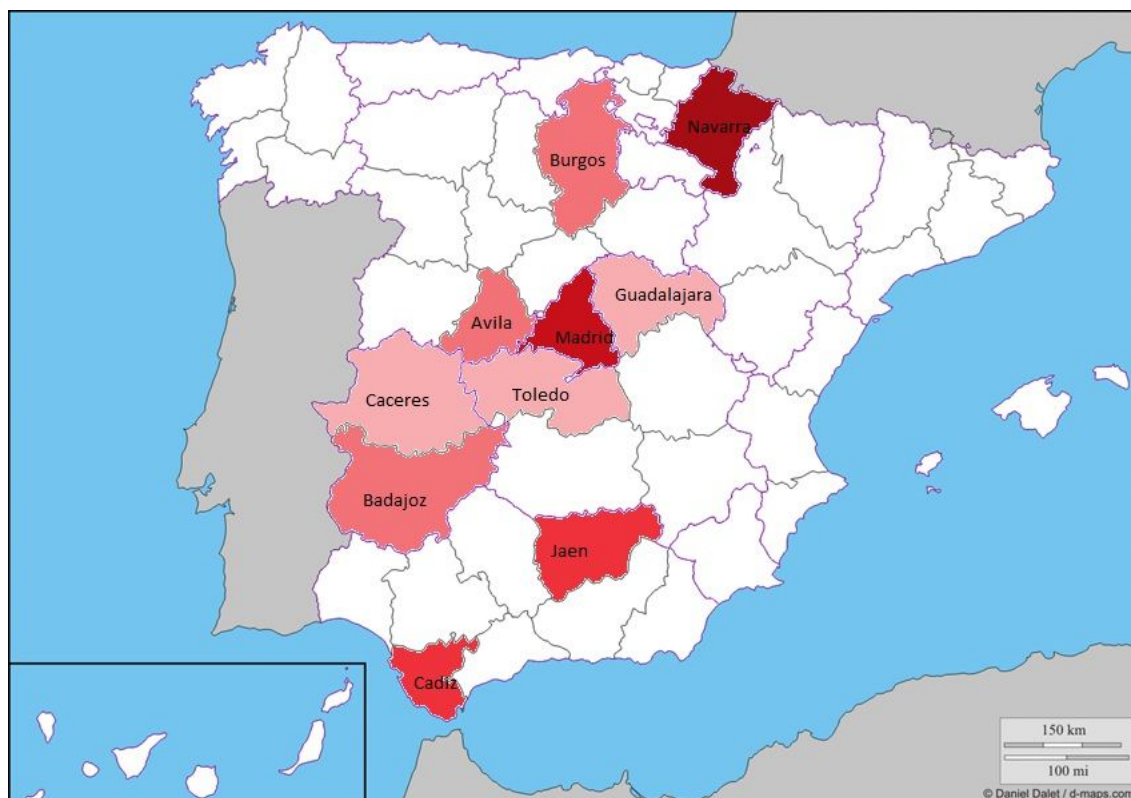 Navarra
Burgos
Guadalajara
Avila
Madrid
Caceres
Toledo
Badajoz
Jaen
Cadiz
150 km
100 mi
© Daniel Dalet / d-maps.com